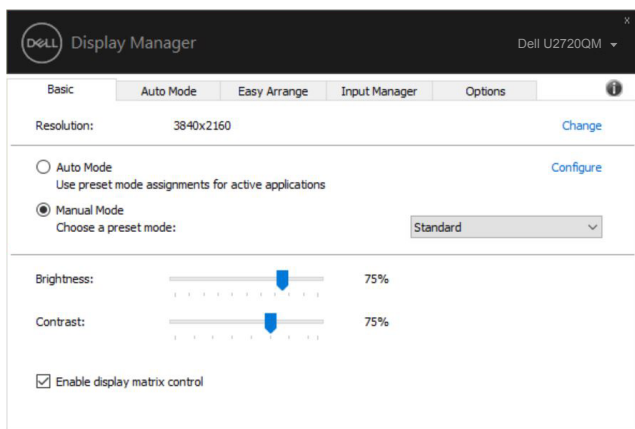 x
DELL Display Manager Dell U2720QM
Basic Auto Mode Easy Arrange Input Manager Options i
Resolution: 3840x2160 Change
Auto Mode Configure
Use preset mode assignments for active applications
Manual Mode
Choose a preset mode: Standard
Brightness: 75%
Contrast: 75%
Enable display matrix control